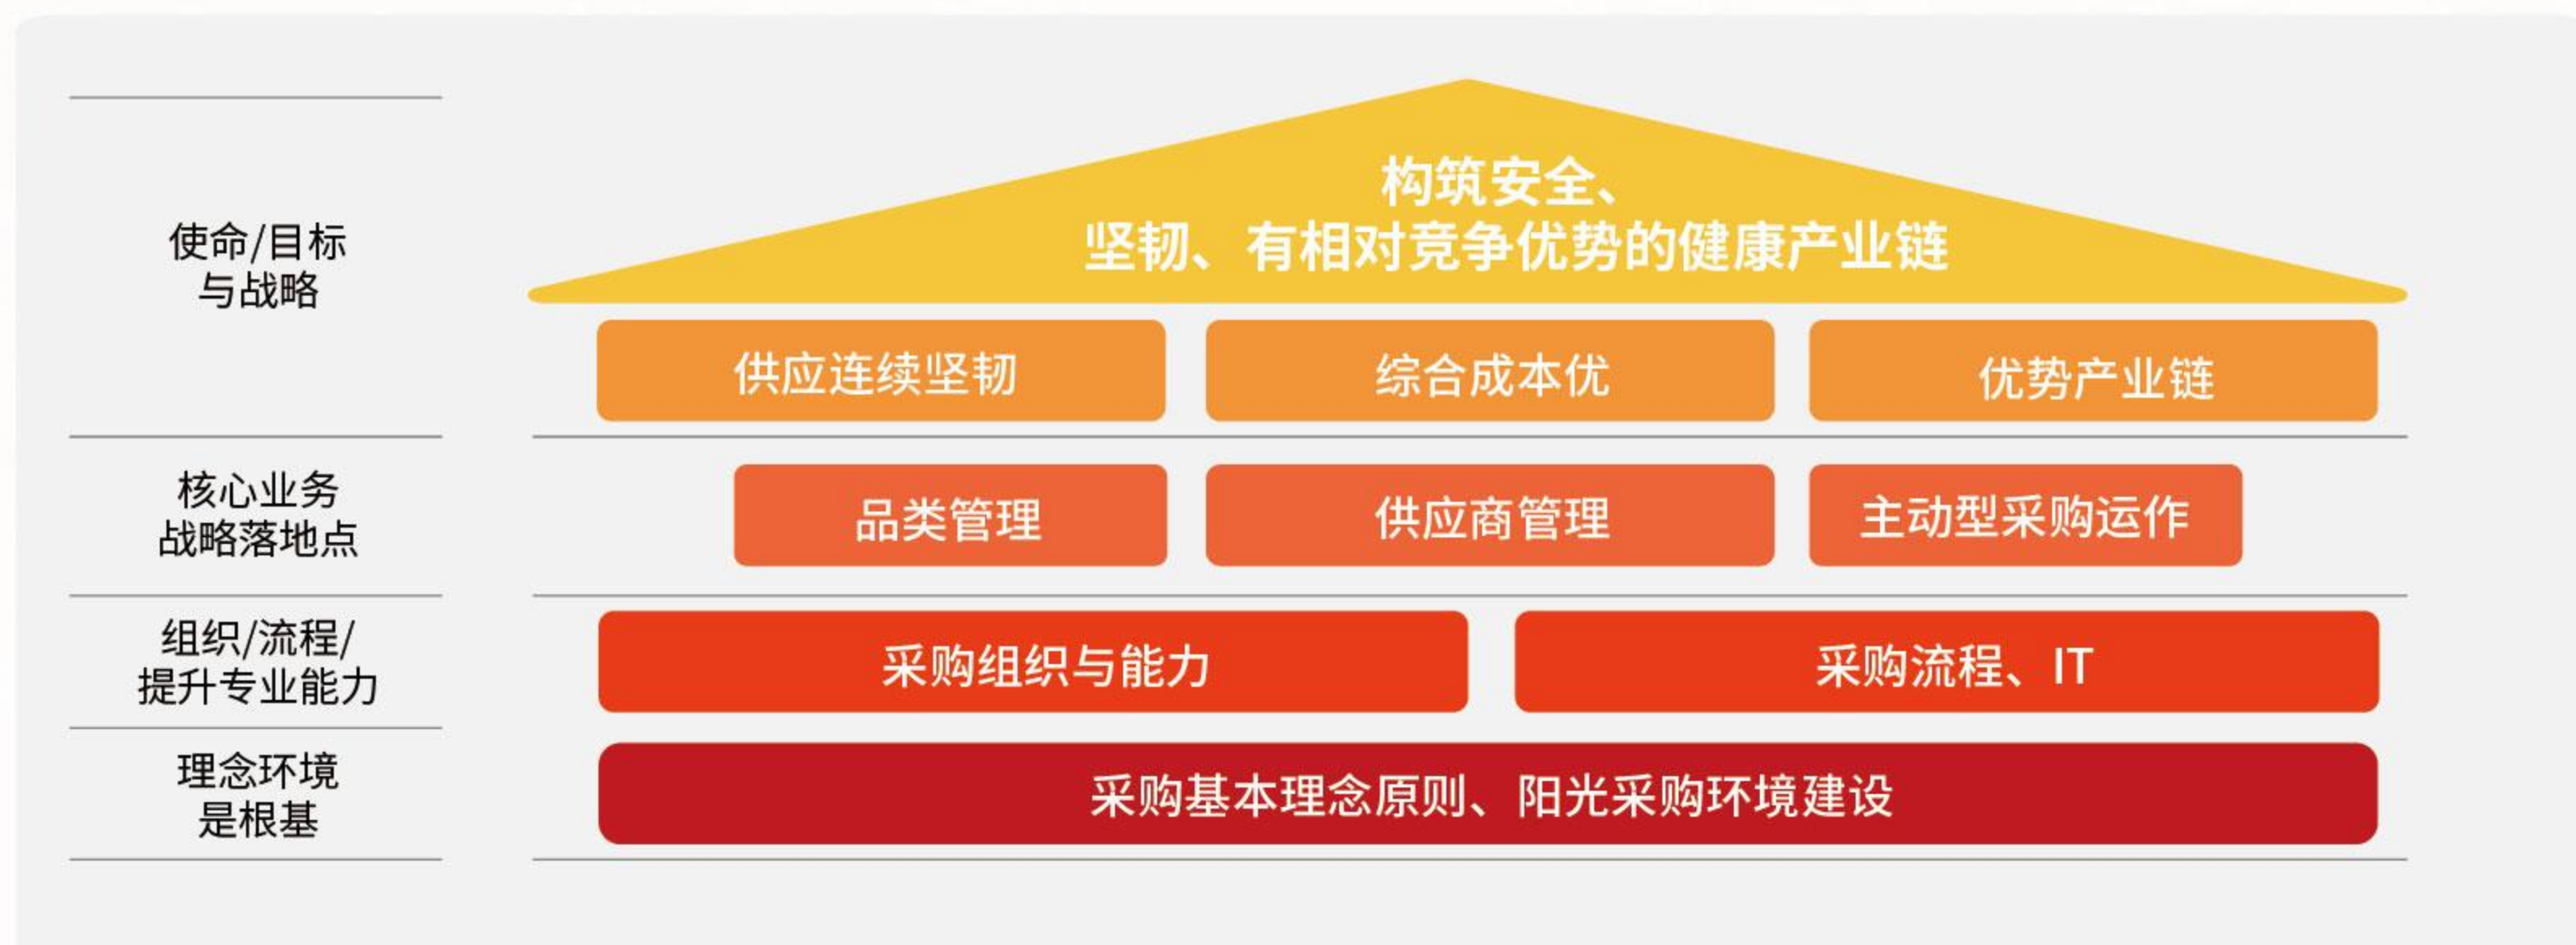 构筑安全、
坚韧、有相对竞争优势的健康产业链
使命/目标
与战略
供应连续坚韧
综合成本优
优势产业链
核心业务
战略落地点
品类管理
供应商管理
主动型采购运作
组织/流程/
提升专业能力
采购组织与能力
采购流程、IT
理念环境
是根基
采购基本理念原则、阳光采购环境建设